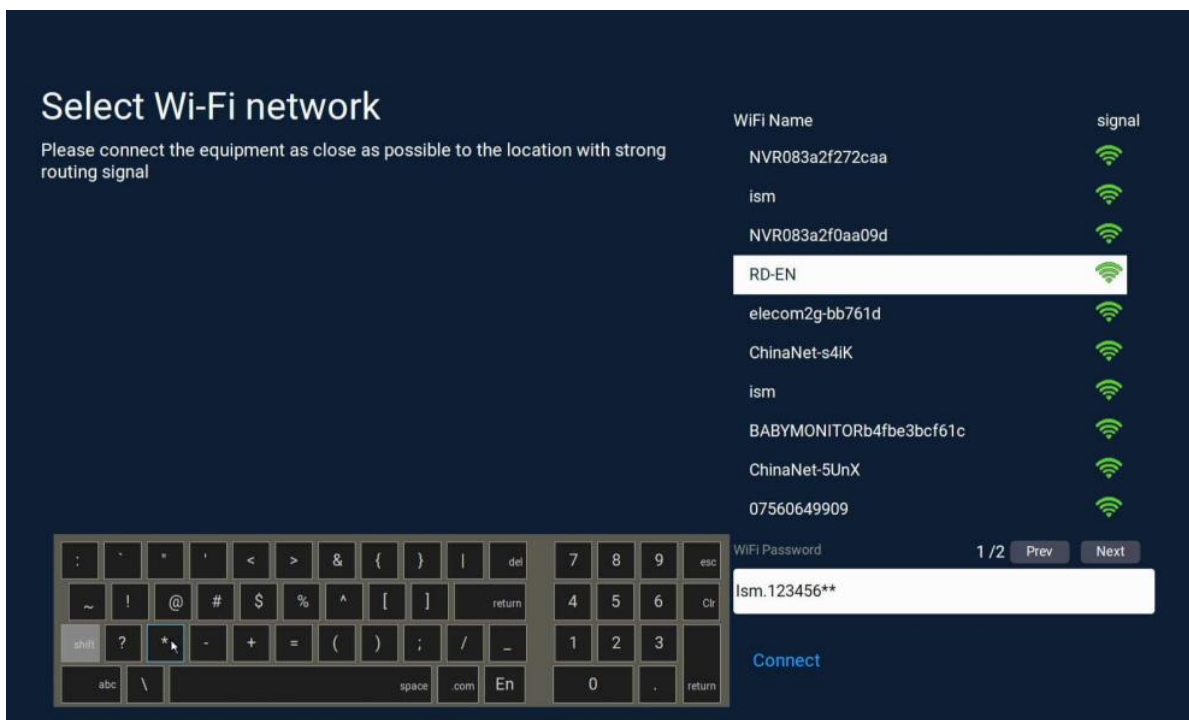 Select Wi-Fi network
Please connect the equipment as close as possible to the location with strong
routing signal
WiFi Name signal
NVR083a2f272caa
ism
NVR083a2f0aa09d
RD-EN
elecom2g-bb761d
ChinaNet-s4iK
ism
BABYMONITORb4fbe3bcf61c
ChinaNet-5UnX
07560649909
WiFi Password 1 /2 Prev Next
Ism.123456**
Connect
: ` " ' < > & { } | del 7 8 9 esc
~ ! @ # $ % ^ [ ] return 4 5 6 Clr
shift ? * - + = ( ) ; / _ 1 2 3
abc \ space .com En 0 . return